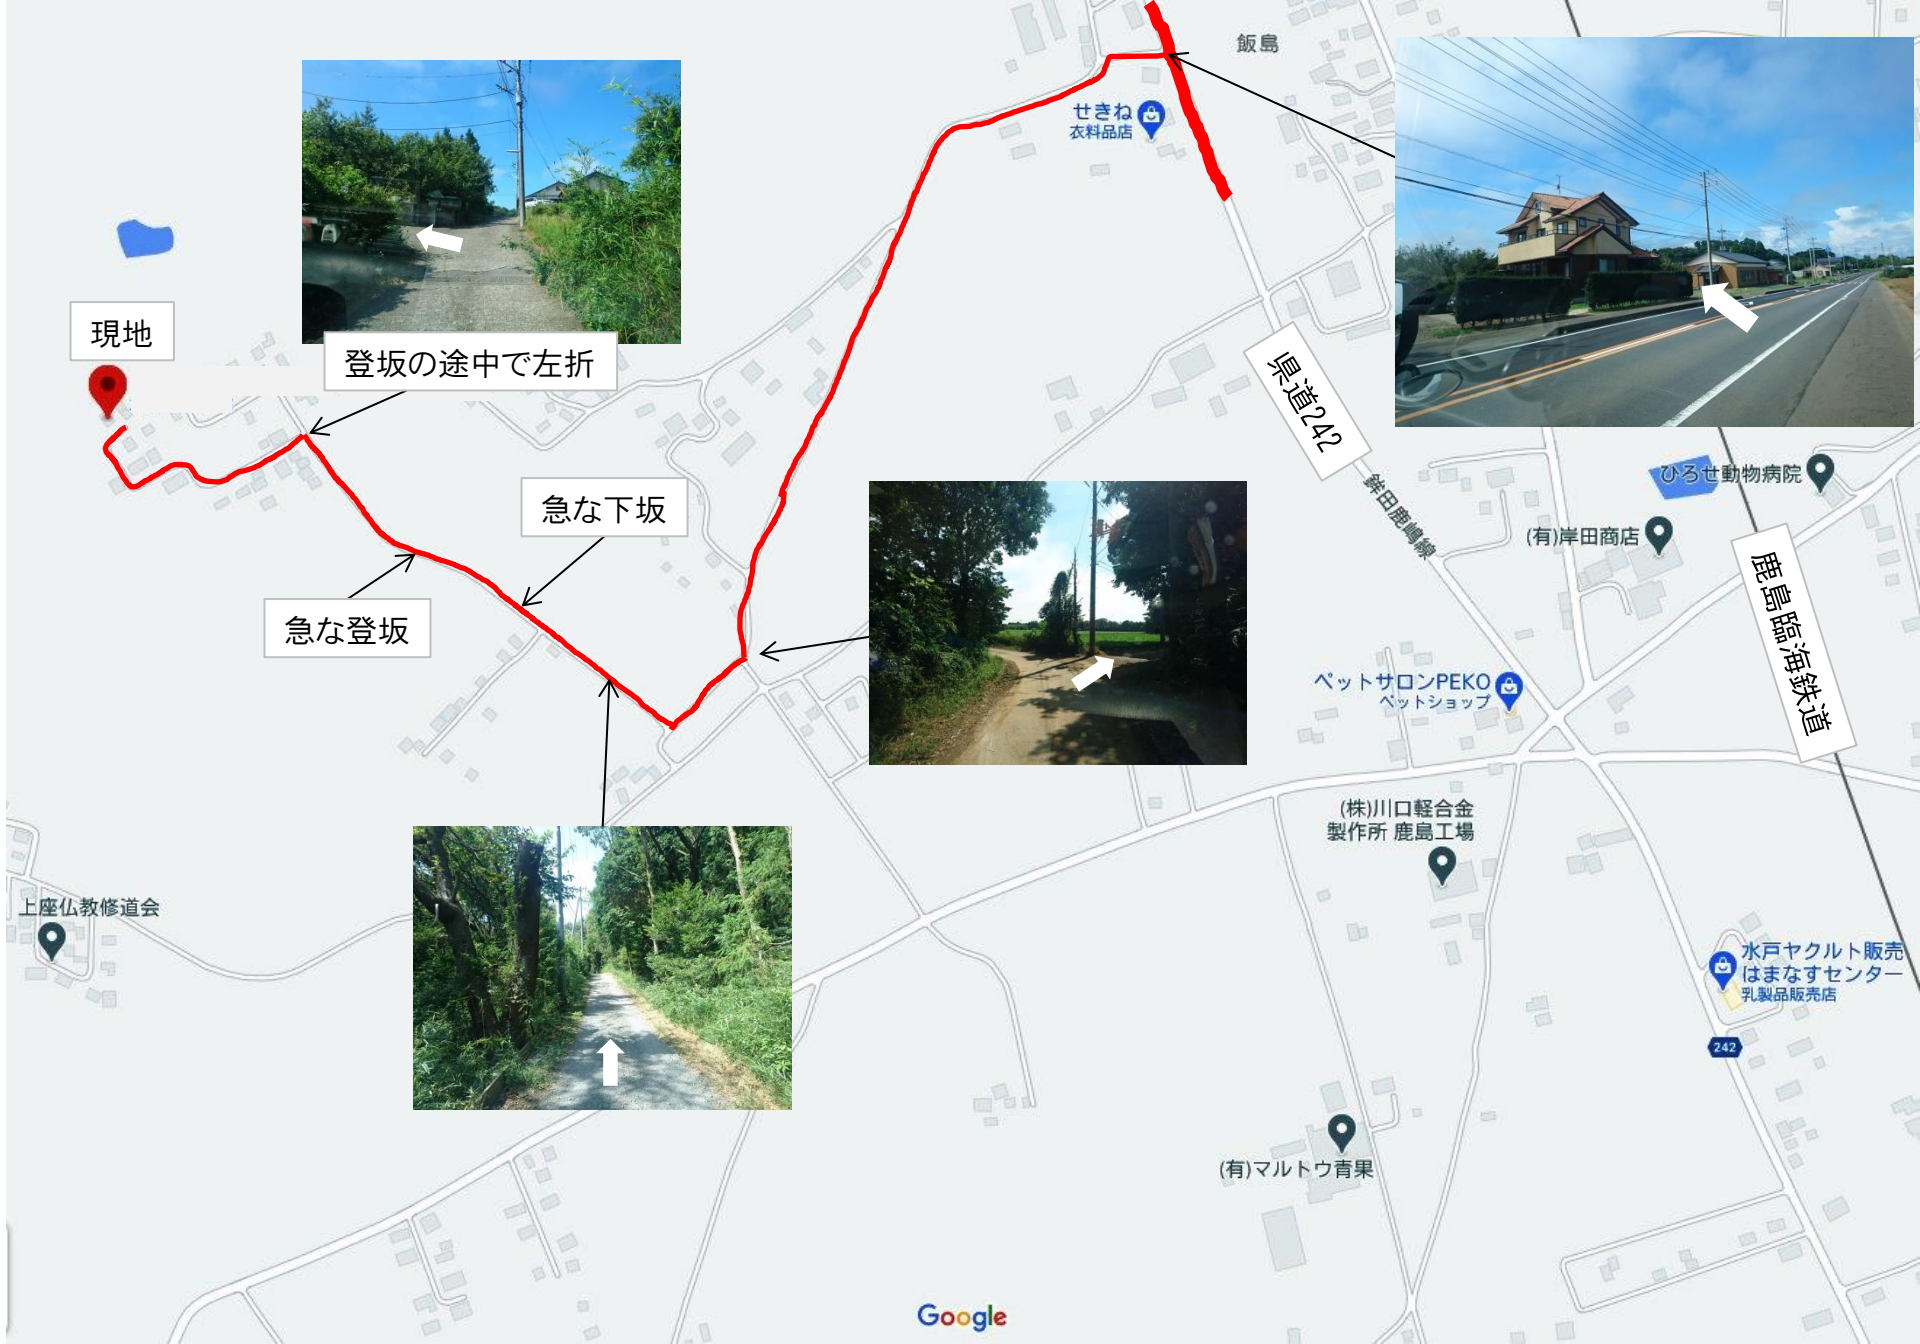 飯島
せきね
衣料品店
現地
登坂の途中で左折
県道242
急な下坂
急な登坂
鉾田鹿嶋線
ひろせ動物病院
(有)岸田商店
鹿島臨海鉄道
ペットサロンPEKO
ペットショップ
(株)川口軽合金
製作所 鹿島工場
上座仏教修道会
水戸ヤクルト販売
はまなすセンター
乳製品販売店
242
(有)マルトウ青果
Google